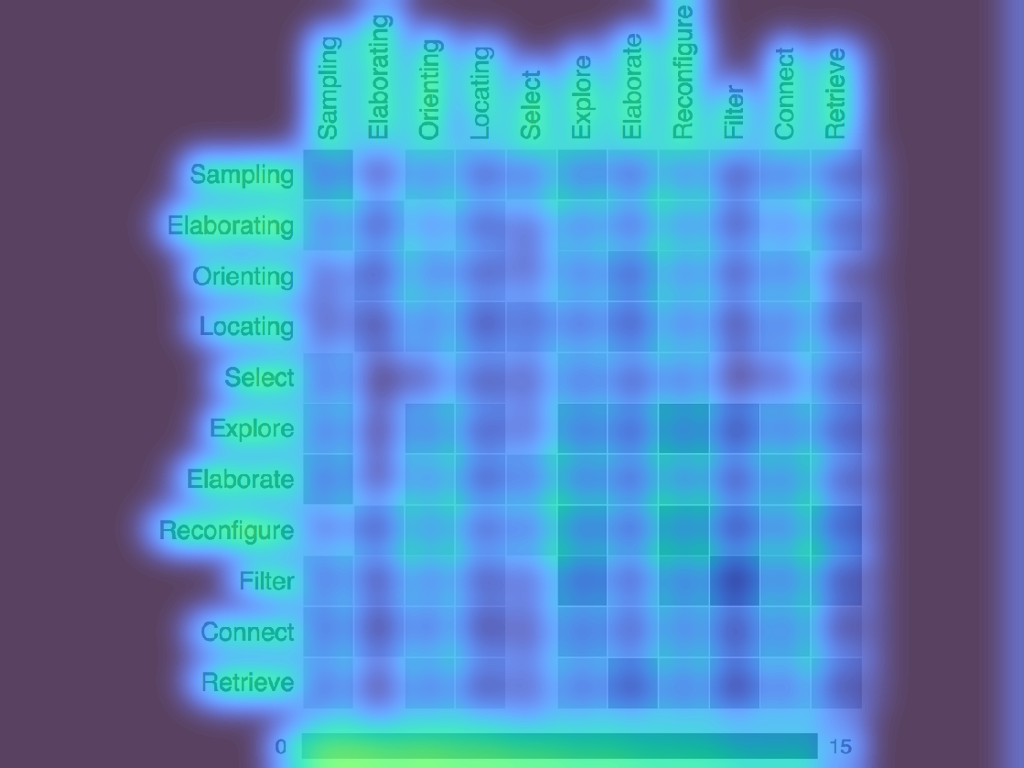 Sampling
Elaborating
Orienting
Locating
Select
Explore
Elaborate
Reconfigure
Filter
Connect
Retrieve
Sampling
Elaborating
Orienting
Locating
Select
Explore
Elaborate
Reconfigure
Filter
Connect
Retrieve
0 15